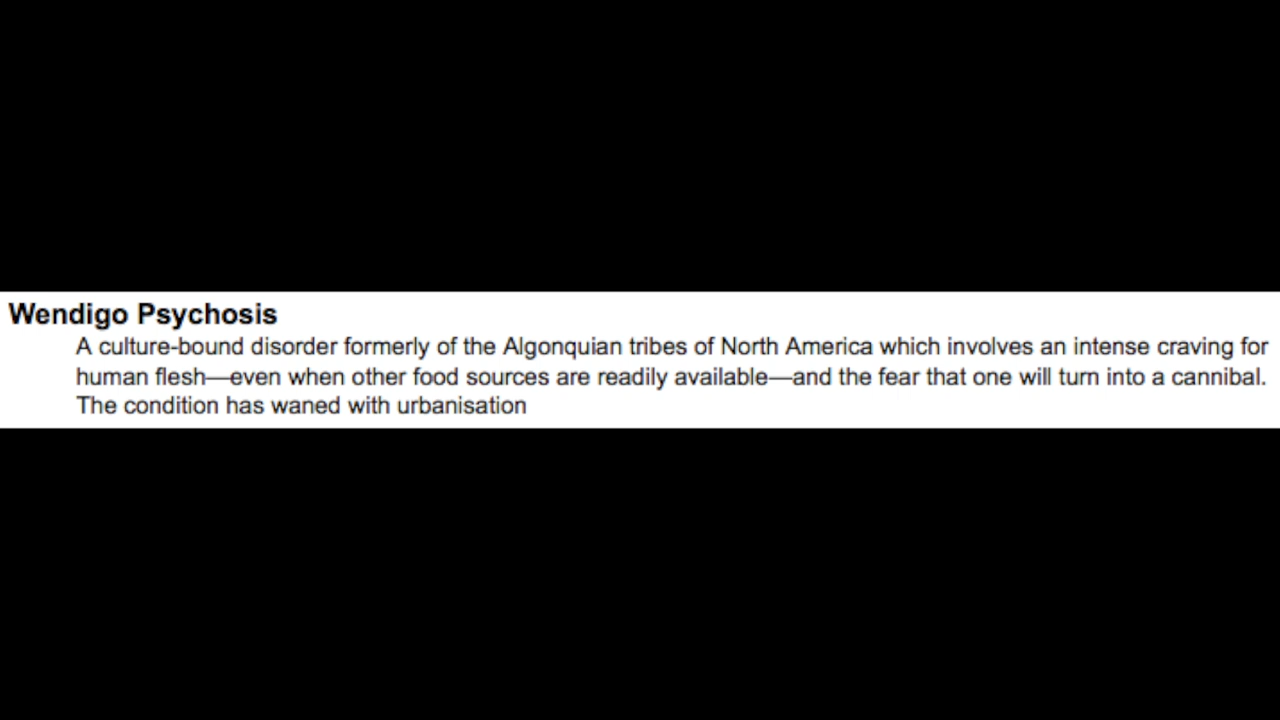 Wendigo Psychosis
A culture-bound disorder formerly of the Algonquian tribes of North America which involves an intense craving for
human flesh—even when other food sources are readily available—and the fear that one will turn into a cannibal.
The condition has waned with urbanisation